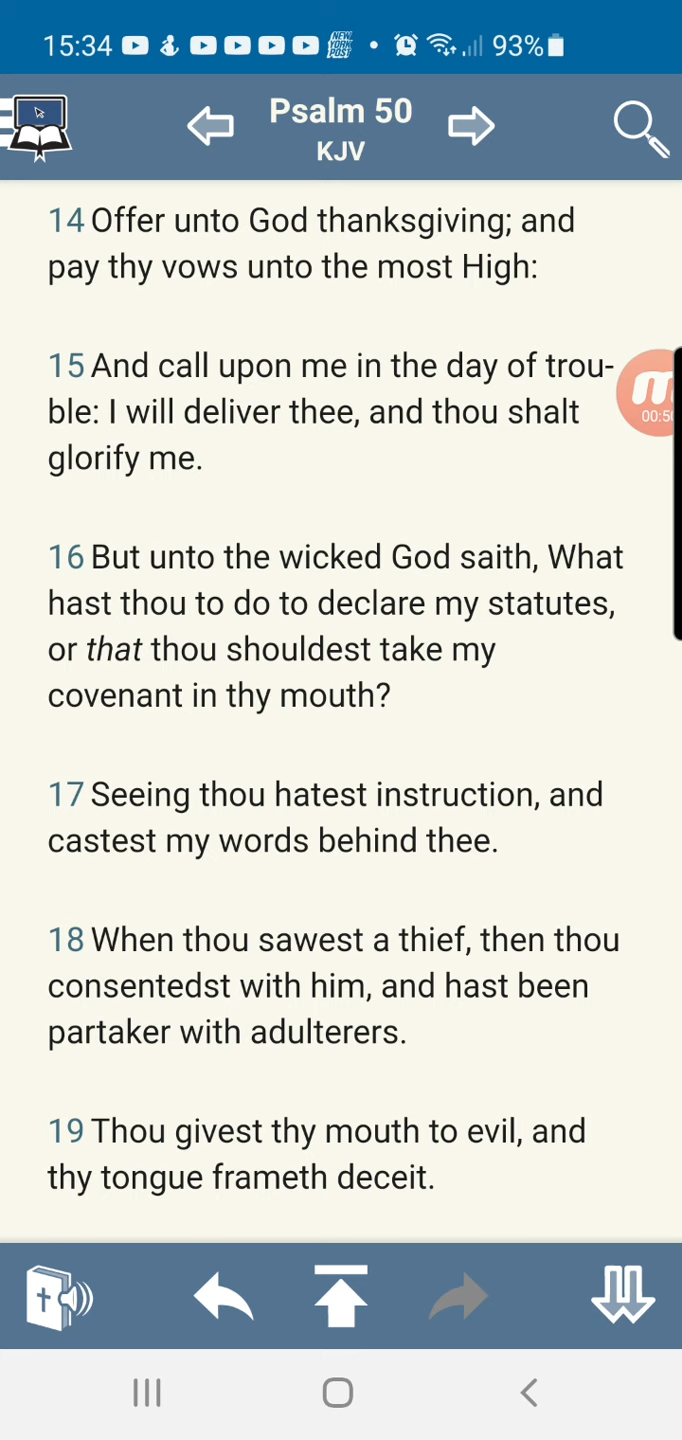 15:34 NEW YORK POST 93%
Psalm 50
KJV
14 Offer unto God thanksgiving; and
pay thy vows unto the most High:
15 And call upon me in the day of trou-
ble: I will deliver thee, and thou shalt
glorify me.
00:50
16 But unto the wicked God saith, What
hast thou to do to declare my statutes,
or that thou shouldest take my
covenant in thy mouth?
17 Seeing thou hatest instruction, and
castest my words behind thee.
18 When thou sawest a thief, then thou
consentedst with him, and hast been
partaker with adulterers.
19 Thou givest thy mouth to evil, and
thy tongue frameth deceit.